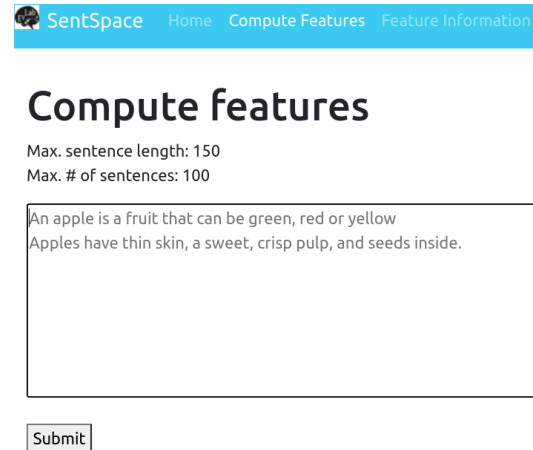 SentSpace Home Compute Features Feature Information
Compute features
Max. sentence length: 150
Max. # of sentences: 100
An apple is a fruit that can be green, red or yellow
Apples have thin skin, a sweet, crisp pulp, and seeds inside.
Submit